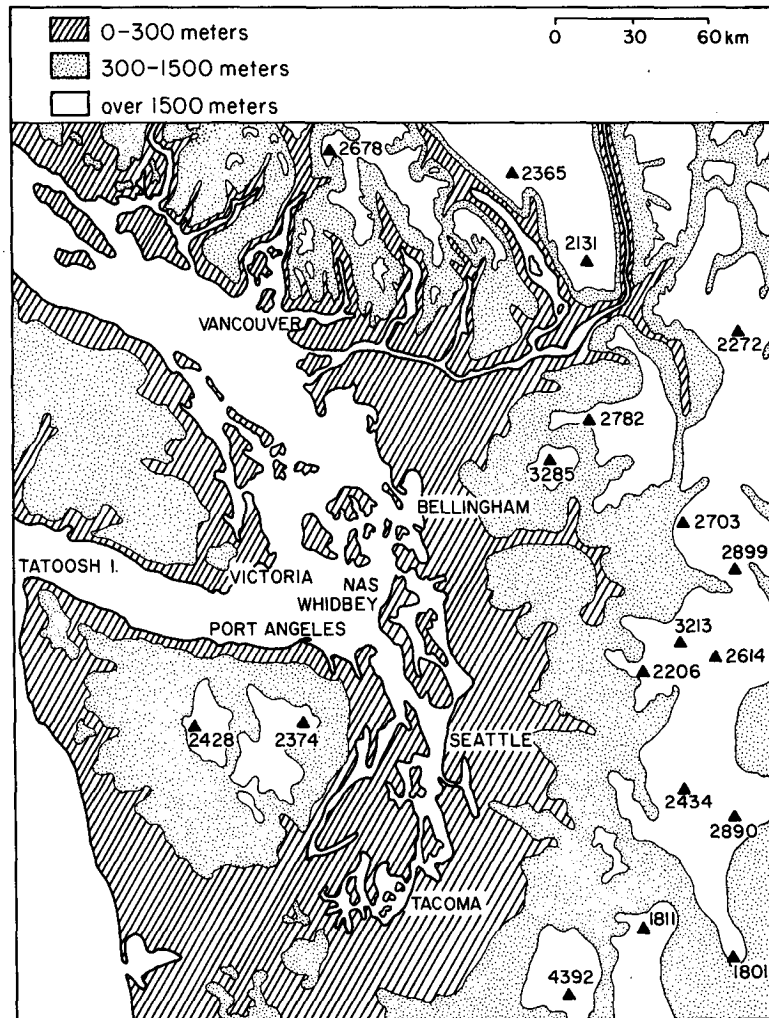 0–300 meters
300–1500 meters
over 1500 meters
0 30 60 km
2678
2365
2131
VANCOUVER
2272
2782
3285
BELLINGHAM
2703
TATOOSH I.
VICTORIA
NAS
WHIDBEY
2899
PORT ANGELES
3213
2614
2206
2428
2374
SEATTLE
2434
2890
TACOMA
1811
1801
4392